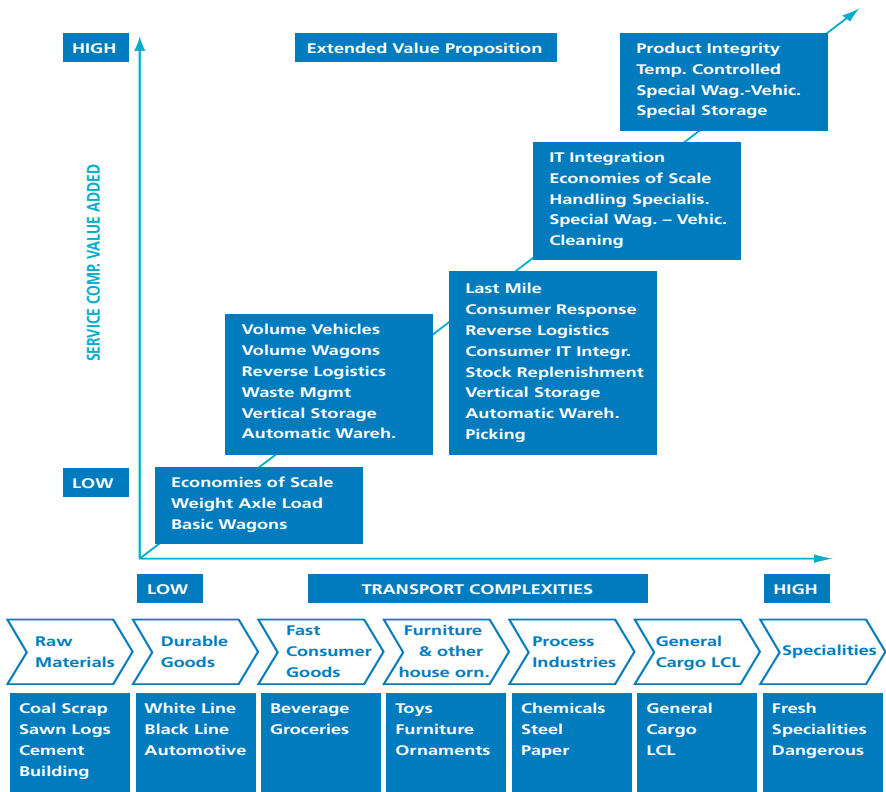 HIGH
Extended Value Proposition
Product Integrity
Temp. Controlled
Special Wag.-Vehic.
Special Storage
IT Integration
Economies of Scale
Handling Specialis.
Special Wag. – Vehic.
Cleaning
SERVICE COMP. VALUE ADDED
Last Mile
Consumer Response
Reverse Logistics
Consumer IT Integr.
Stock Replenishment
Vertical Storage
Automatic Wareh.
Picking
Volume Vehicles
Volume Wagons
Reverse Logistics
Waste Mgmt
Vertical Storage
Automatic Wareh.
LOW
Economies of Scale
Weight Axle Load
Basic Wagons
LOW
TRANSPORT COMPLEXITIES
HIGH
Raw
Materials
Durable
Goods
Fast
Consumer
Goods
Furniture
& other
house orn.
Process
Industries
General
Cargo LCL
Specialities
Coal Scrap
Sawn Logs
Cement
Building
White Line
Black Line
Automotive
Beverage
Groceries
Toys
Furniture
Ornaments
Chemicals
Steel
Paper
General
Cargo
LCL
Fresh
Specialities
Dangerous